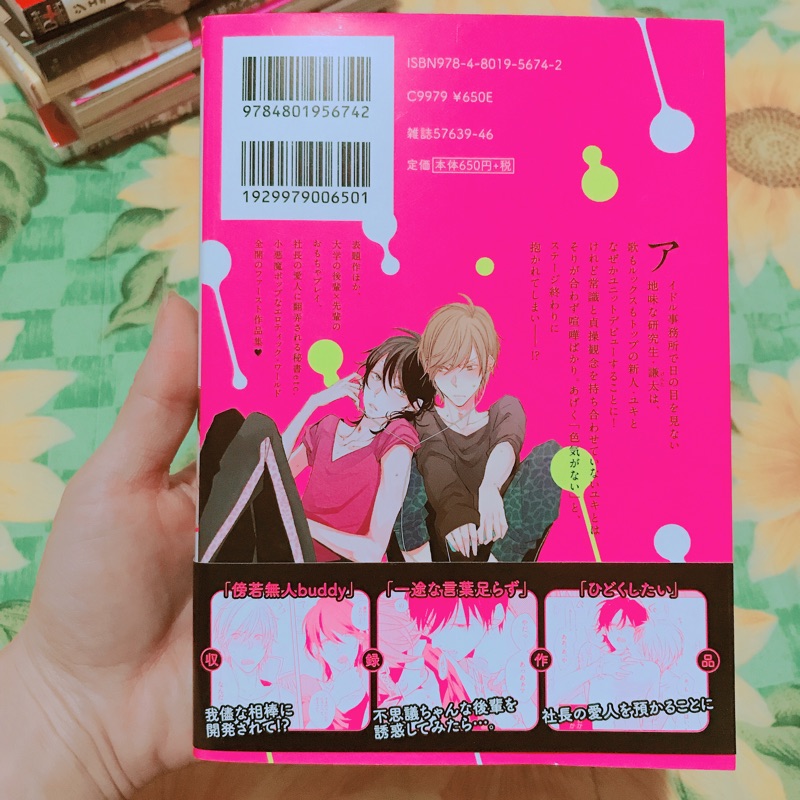 ジェ
9784801956742
1929979006501
ISBN978-4-8019-5674-2
C9979 ¥650E
雑誌57639-46
定価 本体650円+税
アイドル事務所で日の目を見ない
地味な研究生・謙太は、
歌もルックスもトップの新人・ユキと
なぜかユニットデビューすることに!
けれど常識と貞操観念を持ち合わせていないユキとは
そりが合わず喧嘩ばかり。あげく「色気がない」と、
ステージ終わりに
抱かれてしまい――!?
表題作ほか、
大学の後輩×先輩の
おもちゃプレイ、
社長の愛人に翻弄される秘書etc…
小悪魔ポップなエロティック・ワールド
全開のファースト作品集♥
「傍若無人buddy」
「一途な言葉足らず」
「ひどくしたい」
収録作品
我儘な相棒に
開発されて!?
不思議ちゃんな後輩を
誘惑してみたら…。
社長の愛人を預かることに